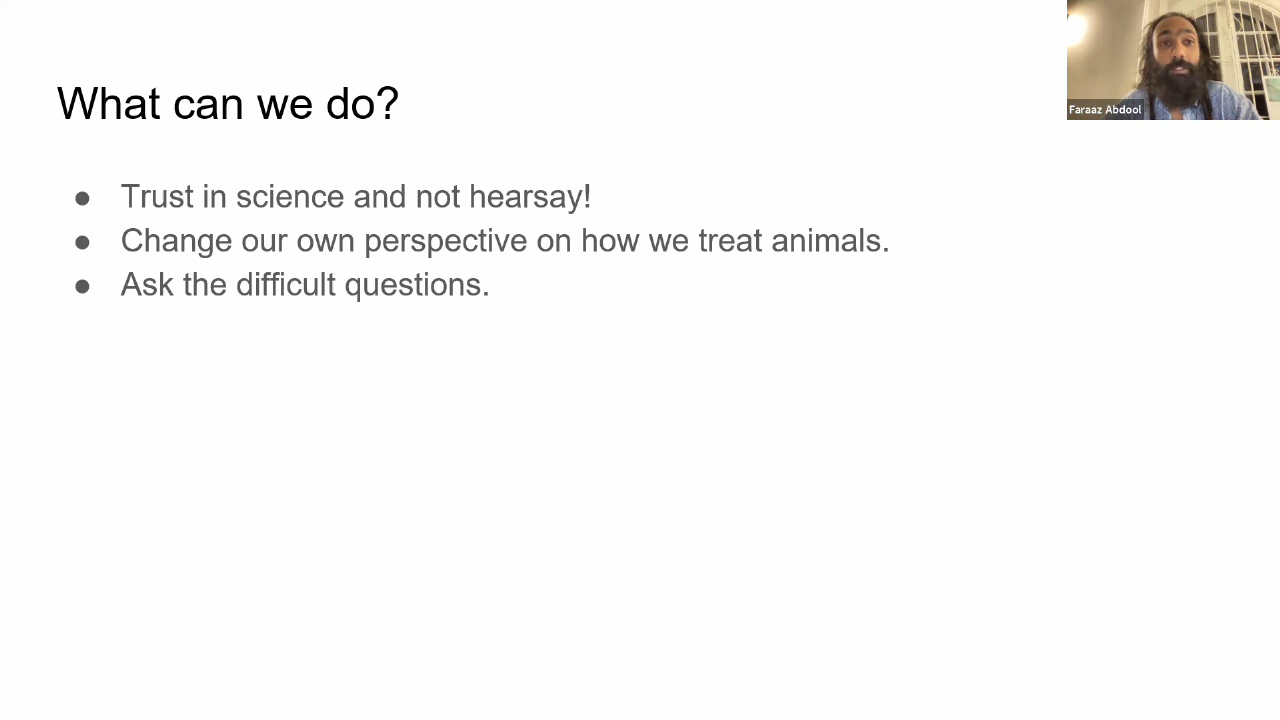 What can we do?
● Trust in science and not hearsay!
● Change our own perspective on how we treat animals.
● Ask the difficult questions.
Faraaz Abdool